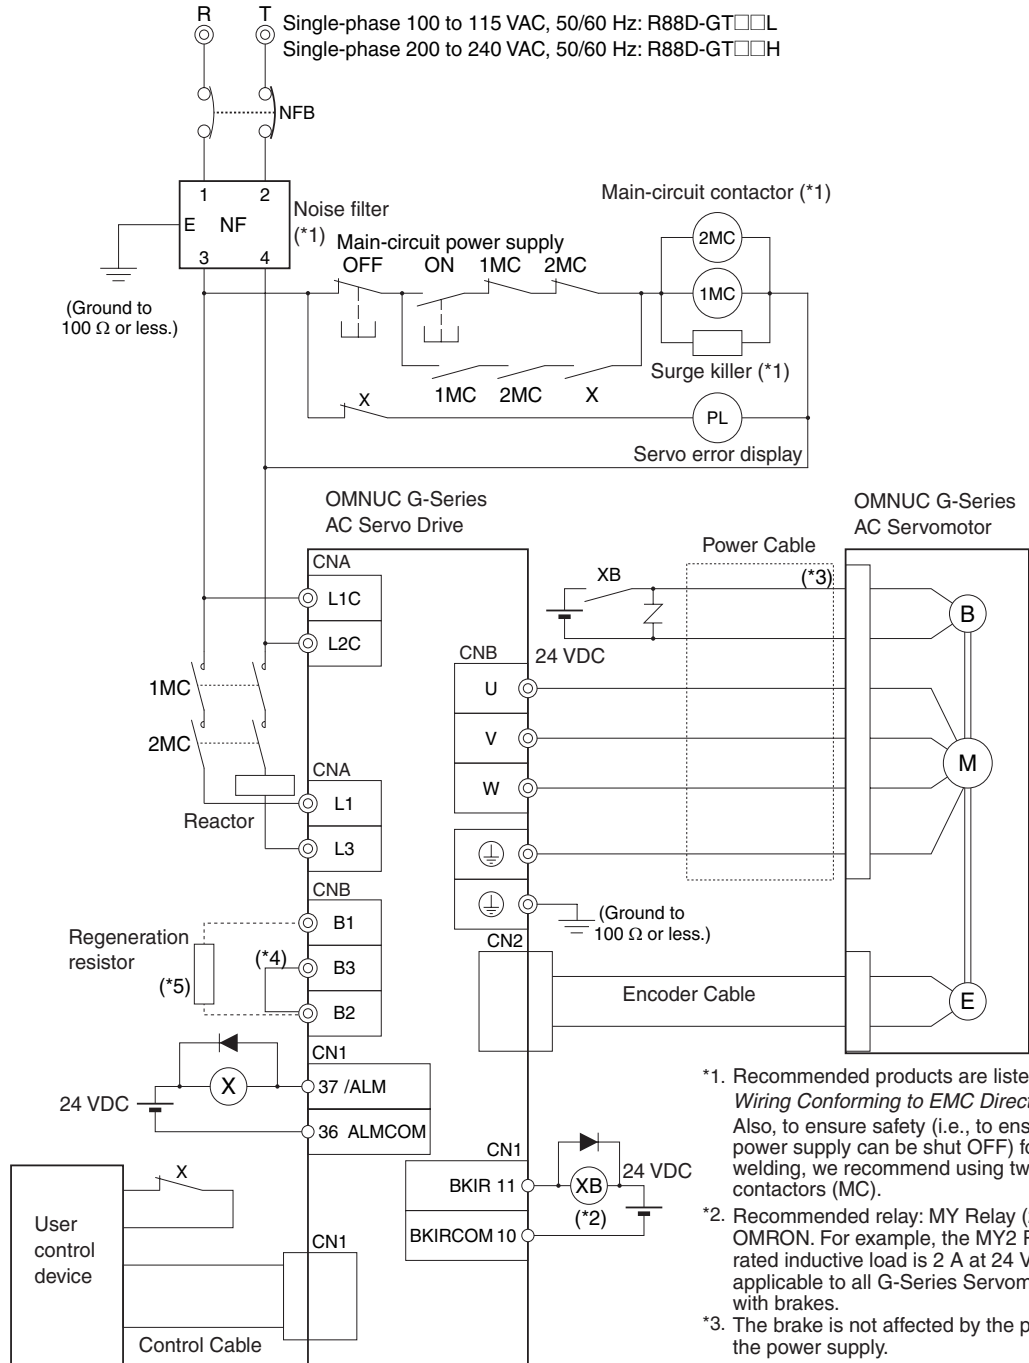 R T Single-phase 100 to 115 VAC, 50/60 Hz: R88D-GT□□L
Single-phase 200 to 240 VAC, 50/60 Hz: R88D-GT□□H
NFB
1 2
E NF
3 4
Noise filter
(*1)
(Ground to
100 Ω or less.)
Main-circuit power supply
OFF ON 1MC 2MC
Main-circuit contactor (*1)
2MC
1MC
Surge killer (*1)
1MC 2MC X
X
PL
Servo error display
OMNUC G-Series
AC Servo Drive
OMNUC G-Series
AC Servomotor
CNA
L1C
L2C
1MC
2MC
Reactor
CNA
L1
L3
CNB
B1
B3
B2
Regeneration
resistor
(*5)
(*4)
Power Cable
XB
(*3)
24 VDC
B
CNB
U
V
W
M
(Ground to
100 Ω or less.)
CN2
Encoder Cable
E
CN1
X
37 /ALM
24 VDC
36 ALMCOM
CN1
BKIR 11
XB
(*2)
24 VDC
BKIRCOM 10
X
User
control
device
CN1
Control Cable
*1. Recommended products are liste
Wiring Conforming to EMC Direct
Also, to ensure safety (i.e., to ens
power supply can be shut OFF) fo
welding, we recommend using tw
contactors (MC).
*2. Recommended relay: MY Relay (
OMRON. For example, the MY2 R
rated inductive load is 2 A at 24 V
applicable to all G-Series Servom
with brakes.
*3. The brake is not affected by the p
the power supply.